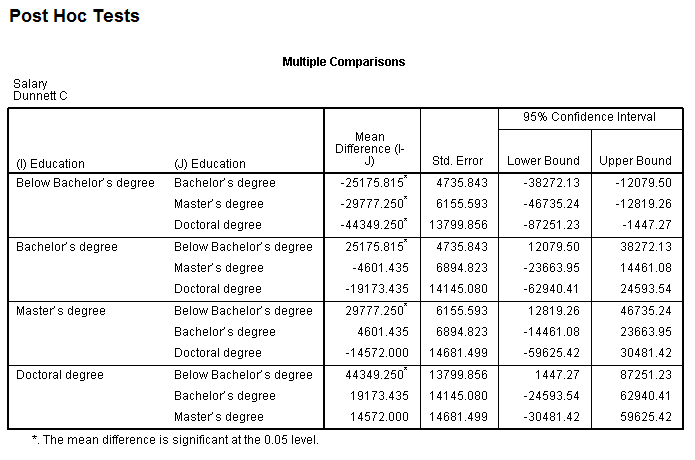 Post Hoc Tests
Multiple Comparisons
Salary
Dunnett C
95% Confidence Interval
(I) Education (J) Education Mean Difference (I-J) Std. Error Lower Bound Upper Bound
Below Bachelor's degree Bachelor's degree -25175.815* 4735.843 -38272.13 -12079.50
Master's degree -29777.250* 6155.593 -46735.24 -12819.26
Doctoral degree -44349.250* 13799.856 -87251.23 -1447.27
Bachelor's degree Below Bachelor's degree 25175.815* 4735.843 12079.50 38272.13
Master's degree -4601.435 6894.823 -23663.95 14461.08
Doctoral degree -19173.435 14145.080 -62940.41 24593.54
Master's degree Below Bachelor's degree 29777.250* 6155.593 12819.26 46735.24
Bachelor's degree 4601.435 6894.823 -14461.08 23663.95
Doctoral degree -14572.000 14681.499 -59625.42 30481.42
Doctoral degree Below Bachelor's degree 44349.250* 13799.856 1447.27 87251.23
Bachelor's degree 19173.435 14145.080 -24593.54 62940.41
Master's degree 14572.000 14681.499 -30481.42 59625.42
*. The mean difference is significant at the 0.05 level.